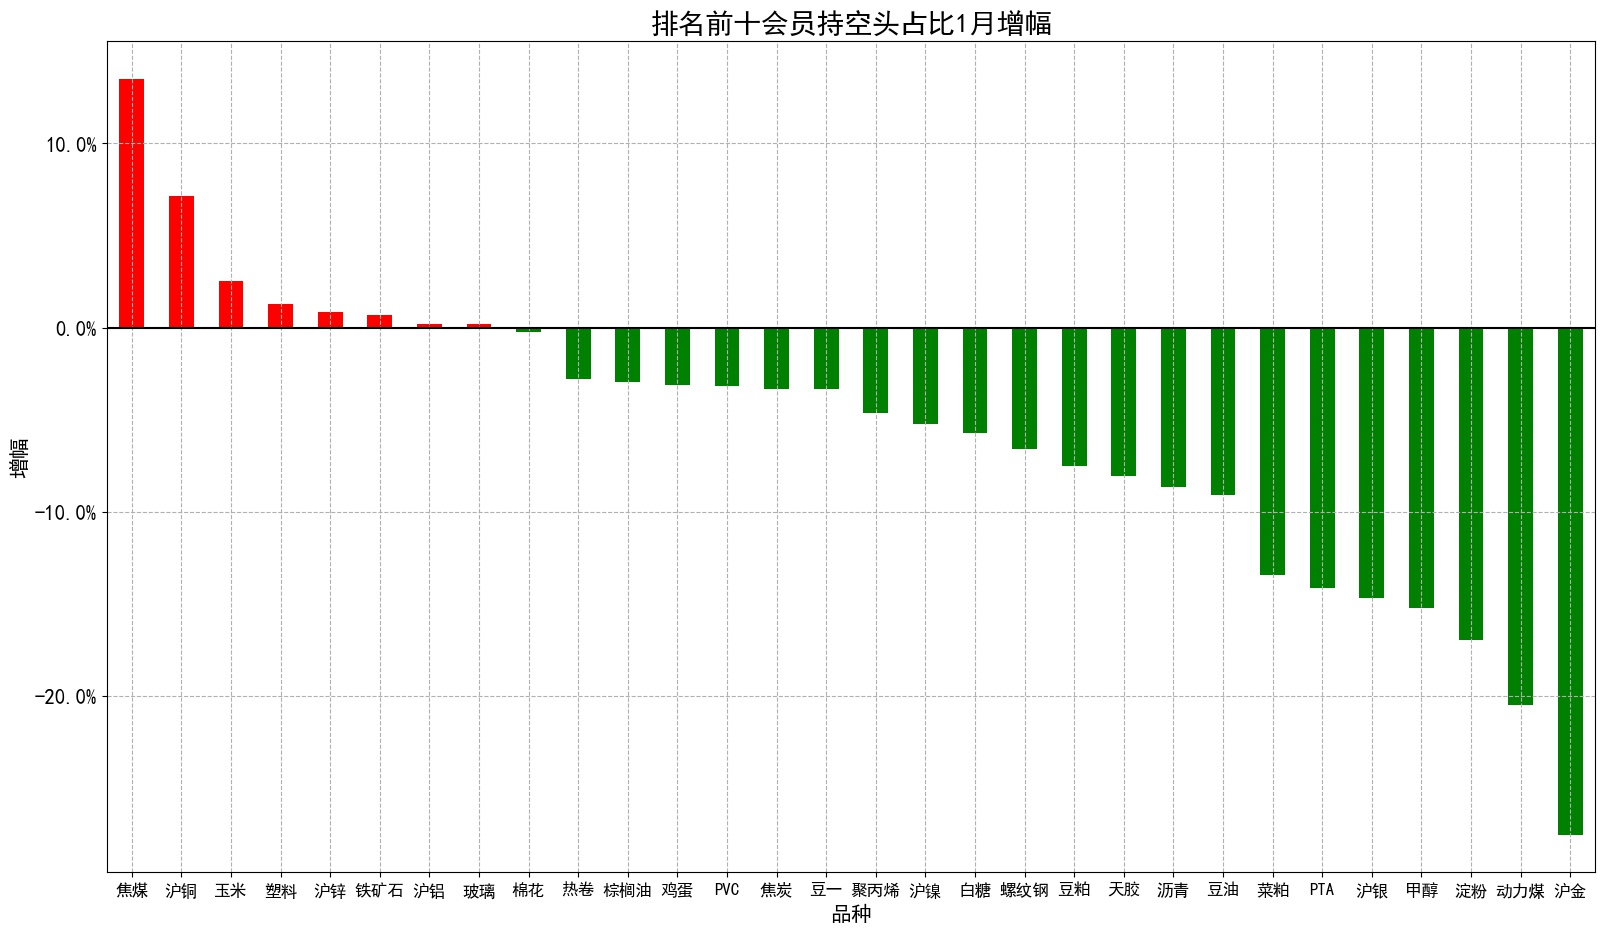 排名前十会员持空头占比1月增幅
10.0%
0.0%
-10.0%
-20.0%
增幅
焦煤 沪铜 玉米 塑料 沪锌 铁矿石 沪铝 玻璃 棉花 热卷 棕榈油 鸡蛋 PVC 焦炭 豆一 聚丙烯 沪镍 白糖 螺纹钢 豆粕 天胶 沥青 豆油 菜粕 PTA 沪银 甲醇 淀粉 动力煤 沪金
品种